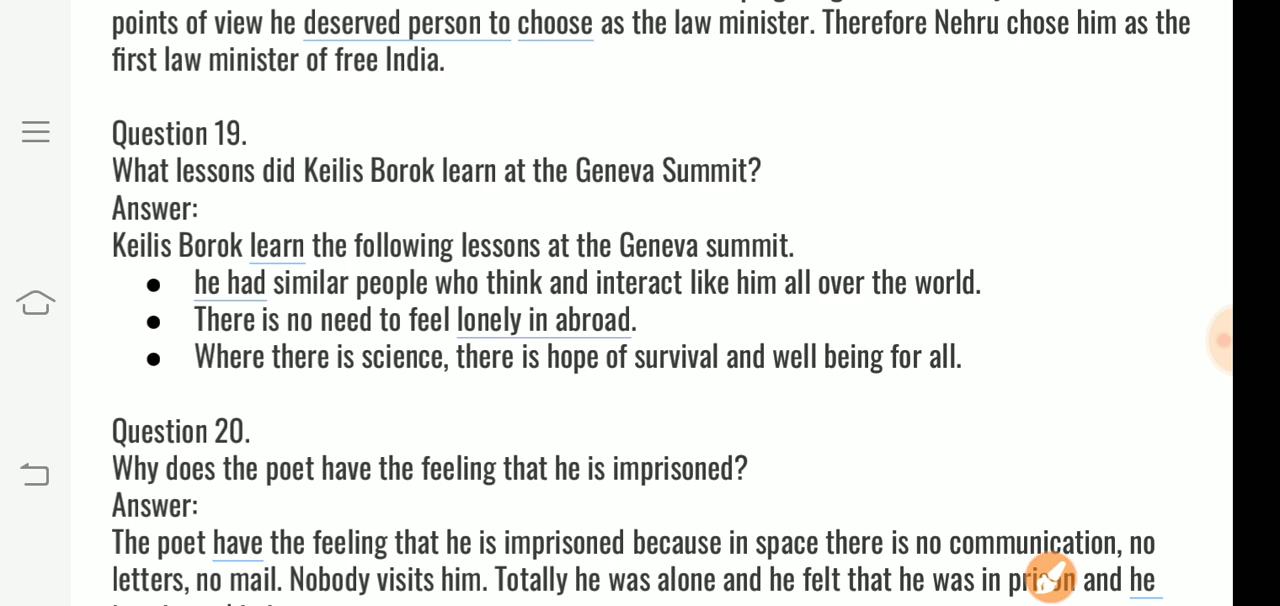 points of view he deserved person to choose as the law minister. Therefore Nehru chose him as the
first law minister of free India.
Question 19.
What lessons did Keilis Borok learn at the Geneva Summit?
Answer:
Keilis Borok learn the following lessons at the Geneva summit.
● he had similar people who think and interact like him all over the world.
● There is no need to feel lonely in abroad.
● Where there is science, there is hope of survival and well being for all.
Question 20.
Why does the poet have the feeling that he is imprisoned?
Answer:
The poet have the feeling that he is imprisoned because in space there is no communication, no
letters, no mail. Nobody visits him. Totally he was alone and he felt that he was in prison and he